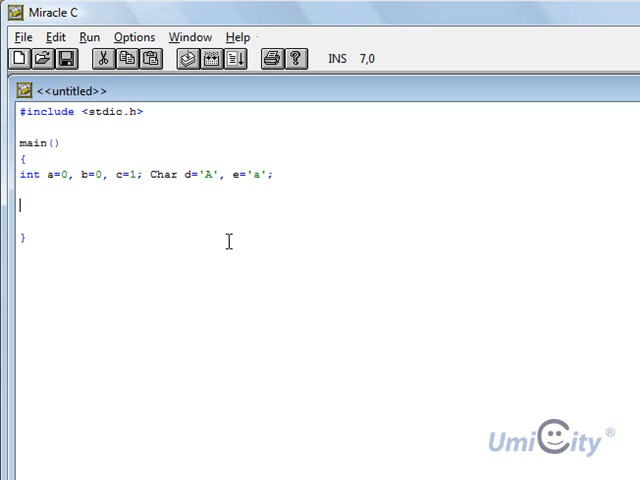 Miracle C
File Edit Run Options Window Help
INS 7,0
<<untitled>>
#include <stdio.h>
main()
{
int a=0, b=0, c=1; Char d='A', e='a';
}
UmiCity ®